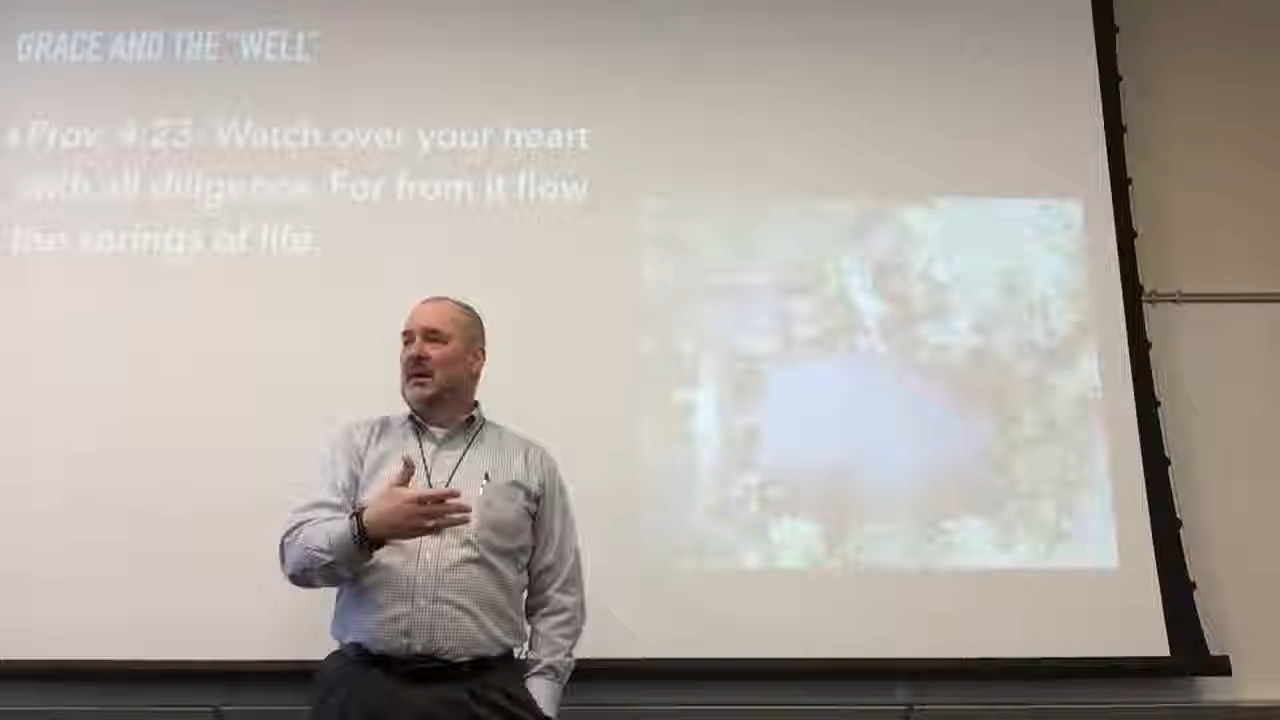 GRACE AND THE "WELL"
• Prov. 4:23- Watch over your heart
with all diligence. For from it flow
the springs of life.